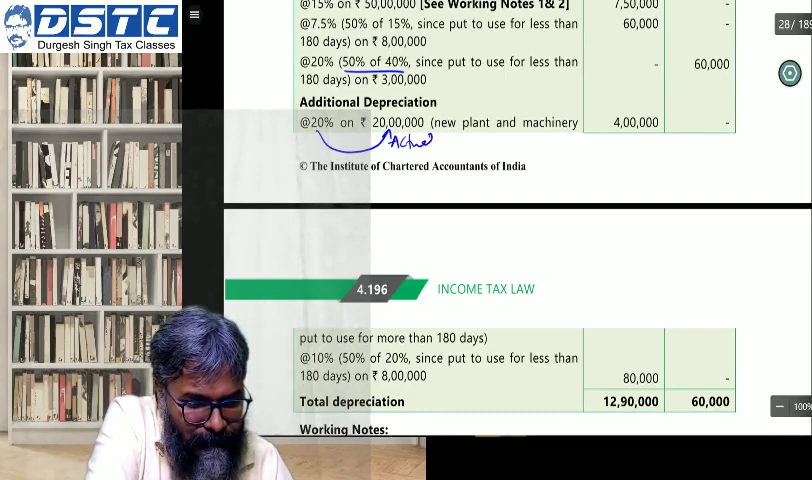 DSTC
Durgesh Singh Tax Classes
@15% on ₹ 50,00,000 [See Working Notes 1& 2] 7,50,000 -
@7.5% (50% of 15%, since put to use for less than 60,000 -
180 days) on ₹ 8,00,000
@20% (50% of 40%, since put to use for less than - 60,000
180 days) on ₹ 3,00,000
Additional Depreciation
@20% on ₹ 20,00,000 (new plant and machinery 4,00,000 -
© The Institute of Chartered Accountants of India
4.196 INCOME TAX LAW
put to use for more than 180 days)
@10% (50% of 20%, since put to use for less than
180 days) on ₹ 8,00,000 80,000 -
Total depreciation 12,90,000 60,000
Working Notes:
28/189
100%